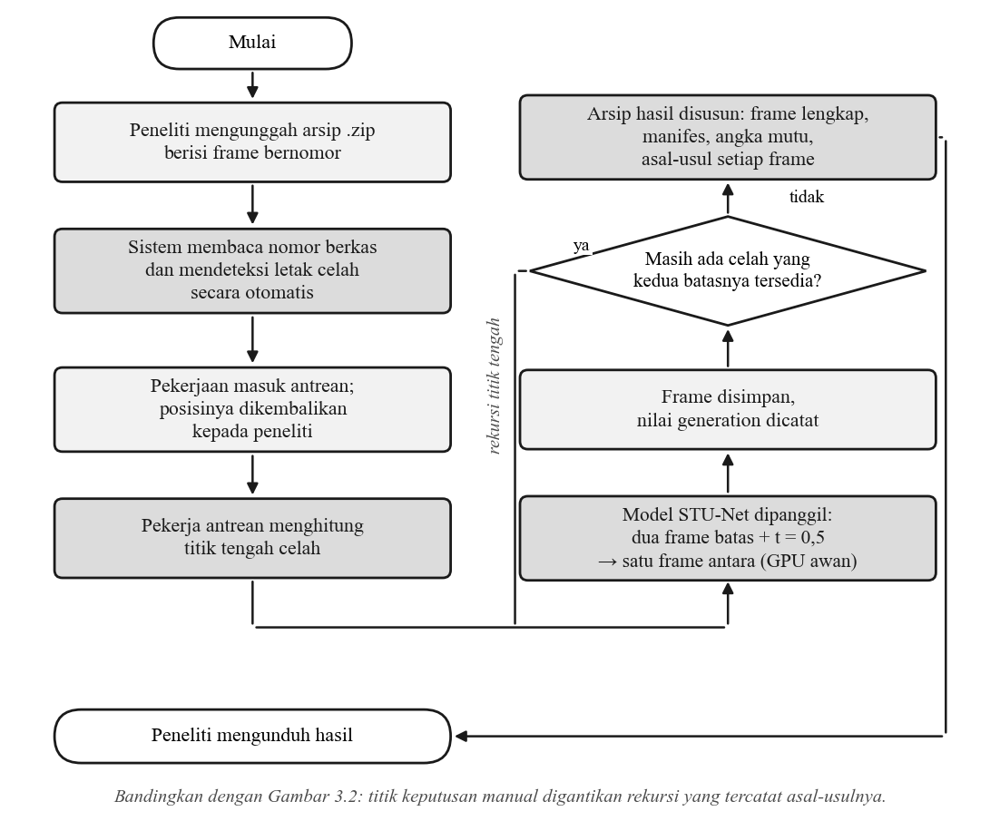 Mulai
Peneliti mengunggah arsip .zip
berisi frame bernomor
Sistem membaca nomor berkas
dan mendeteksi letak celah
secara otomatis
Pekerjaan masuk antrean;
posisinya dikembalikan
kepada peneliti
Pekerja antrean menghitung
titik tengah celah
Model STU-Net dipanggil:
dua frame batas + t = 0,5
→ satu frame antara (GPU awan)
Frame disimpan,
nilai generation dicatat
Masih ada celah yang
kedua batasnya tersedia?
ya
rekursi titik tengah
tidak
Arsip hasil disusun: frame lengkap,
manifes, angka mutu,
asal-usul setiap frame
Peneliti mengunduh hasil
Bandingkan dengan Gambar 3.2: titik keputusan manual digantikan rekursi yang tercatat asal-usulnya.